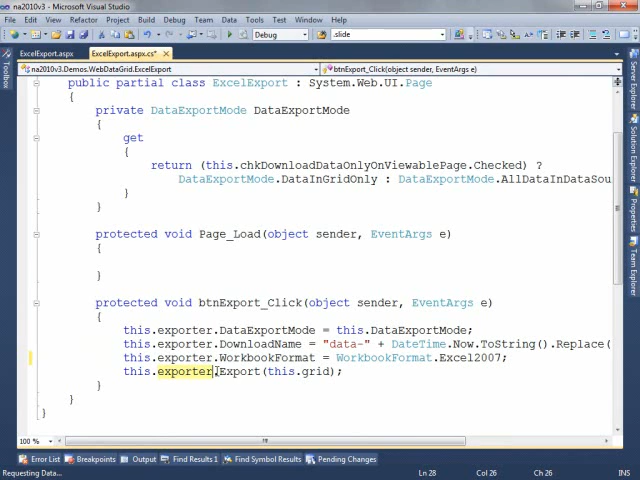 na2010v3 - Microsoft Visual Studio
File Edit View Refactor Project Build Debug Team Data Tools Test Window Help
Debug .slide
ExcelExport.aspx ExcelExport.aspx.cs*
na2010v3.Demos.WebDataGrid.ExcelExport btnExport_Click(object sender, EventArgs e)
public partial class ExcelExport : System.Web.UI.Page
{
private DataExportMode DataExportMode
{
get
{
return (this.chkDownloadDataOnlyOnViewablePage.Checked) ?
DataExportMode.DataInGridOnly : DataExportMode.AllDataInDataSou
}
}
protected void Page_Load(object sender, EventArgs e)
{
}
protected void btnExport_Click(object sender, EventArgs e)
{
this.exporter.DataExportMode = this.DataExportMode;
this.exporter.DownloadName = "data-" + DateTime.Now.ToString().Replace(
this.exporter.WorkbookFormat = WorkbookFormat.Excel2007;
this.exporter.Export(this.grid);
}
}
}
Toolbox
Server Explorer
Solution Explorer
Properties
Team Explorer
100 %
Error List Breakpoints Output Find Results 1 Find Symbol Results Pending Changes
Requesting Data... Ln 28 Col 26 Ch 26 INS